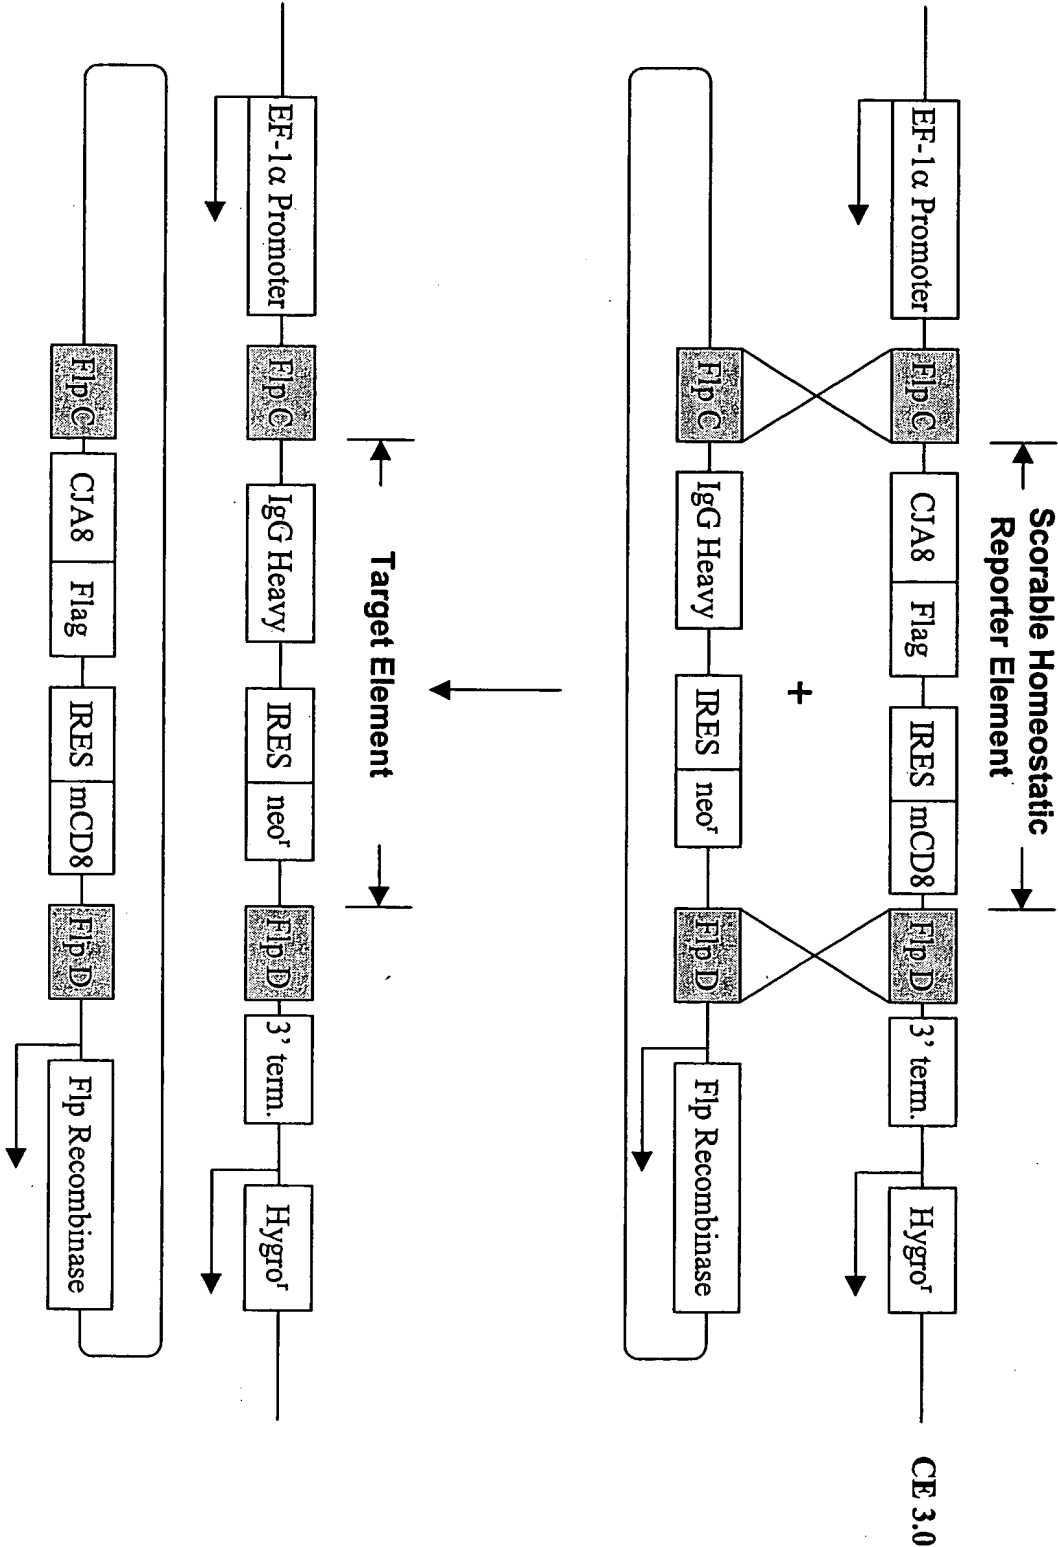 Scorable Homeostatic
Reporter Element
EF-1α Promoter
Flp C
CJA8
Flag
IRES
mCD8
Flp D
3' term.
Hygroʳ
CE 3.0
+
Flp C
IgG Heavy
IRES
neoʳ
Flp D
Flp Recombinase
Target Element
EF-1α Promoter
Flp C
IgG Heavy
IRES
neoʳ
Flp D
3' term.
Hygroʳ
Flp C
CJA8
Flag
IRES
mCD8
Flp D
Flp Recombinase